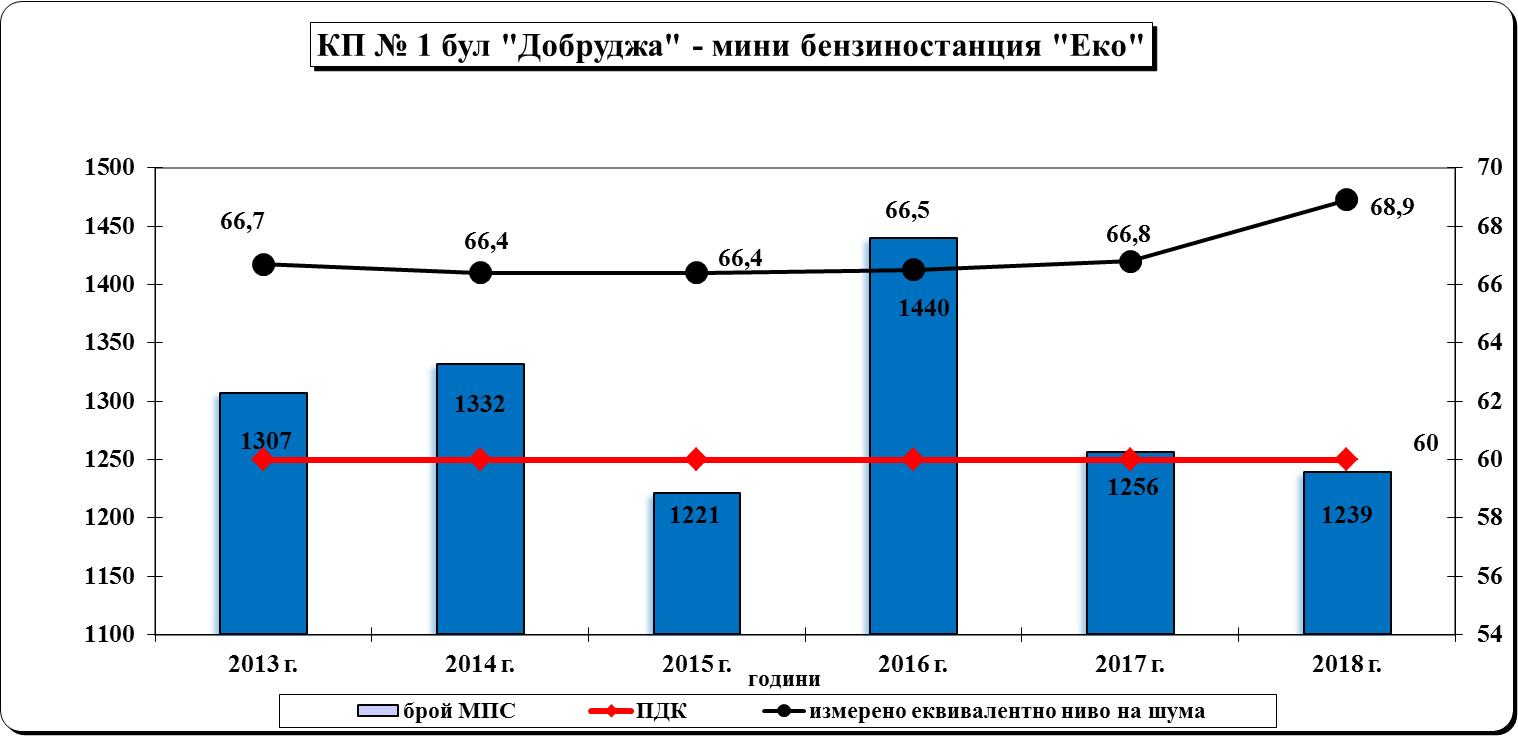 КП № 1 бул "Добруджа" - мини бензиностанция "Еко"
1500
1450
1400
1350
1300
1250
1200
1150
1100
70
68
66
64
62
60
58
56
54
66,7
66,4
66,4
66,5
66,8
68,9
1307
1332
1221
1440
1256
1239
60
2013 г.
2014 г.
2015 г.
2016 г.
2017 г.
2018 г.
години
брой МПС
ПДК
измерено еквивалентно ниво на шума